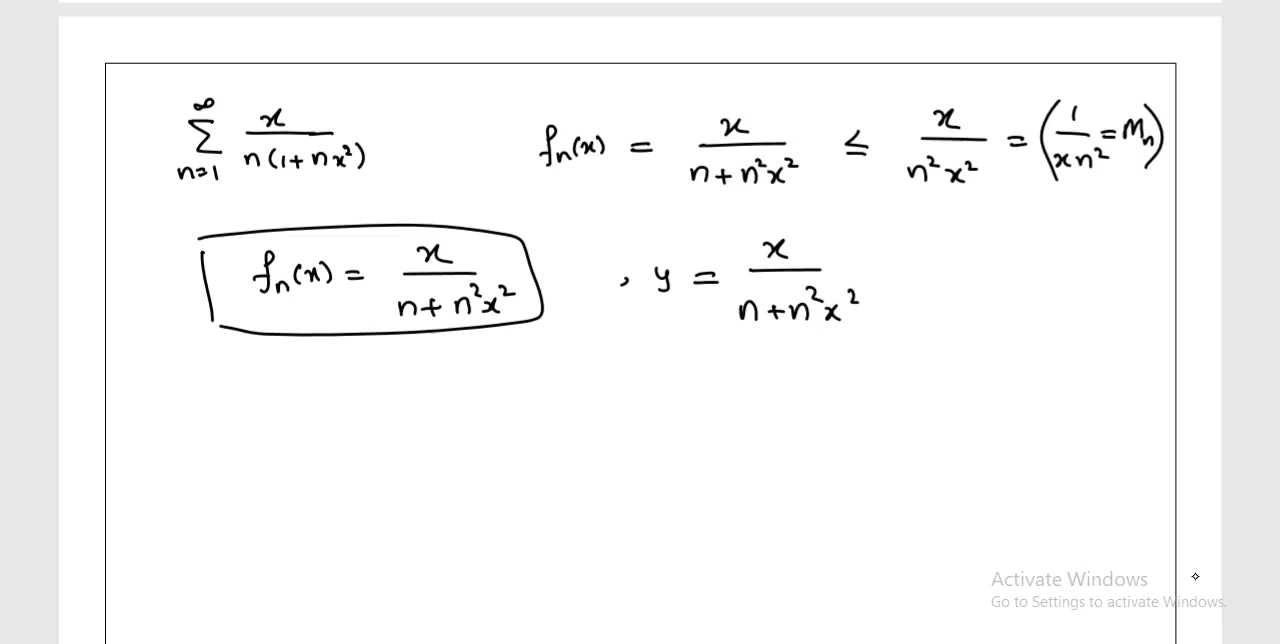 ∞∑n=1 x/n(1+nx²)   fₙ(x) = x/n+n²x² ≤ x/n²x² = (1/xn² = Mₙ)
fₙ(x) = x/n+n²x² , y = x/n+n²x²
Activate Windows
Go to Settings to activate Windows.